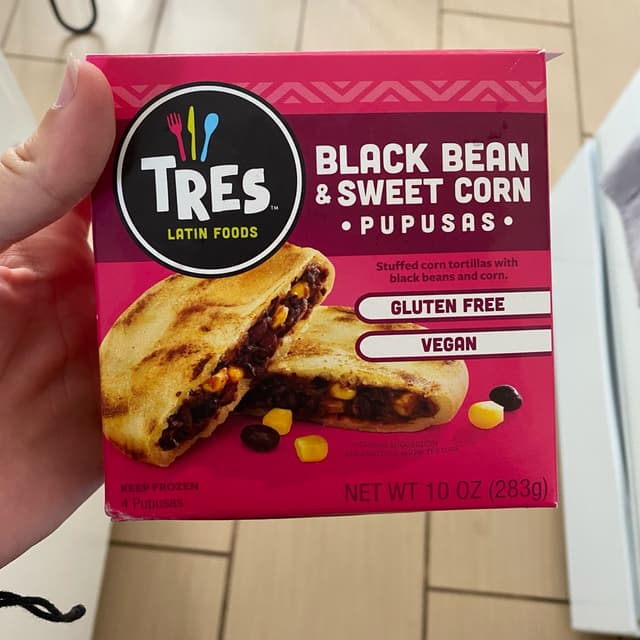 TRES™
LATIN FOODS
BLACK BEAN
& SWEET CORN
• PUPUSAS •
Stuffed corn tortillas with
black beans and corn.
GLUTEN FREE
VEGAN
KEEP FROZEN
4 Pupusas
NET WT 10 OZ (283g)